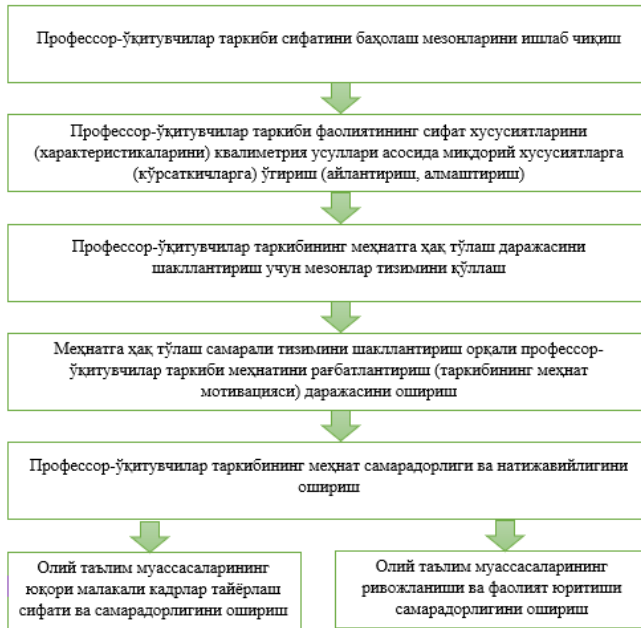 Профессор-ўқитувчилар таркиби сифатини баҳолаш мезонларини ишлаб чиқиш
Профессор-ўқитувчилар таркиби фаолиятининг сифат хусусиятларини
(характеристикаларини) квалиметрия усуллари асосида миқдорий хусусиятларга
(кўрсаткичларга) ўгириш (айлантириш, алмаштириш)
Профессор-ўқитувчилар таркибининг меҳнатга ҳақ тўлаш даражасини
шакллантириш учун мезонлар тизимини қўллаш
Меҳнатга ҳақ тўлаш самарали тизимини шакллантириш орқали профессор-
ўқитувчилар таркиби меҳнатини рағбатлантириш (таркибининг меҳнат
мотивацияси) даражасини ошириш
Профессор-ўқитувчилар таркибининг меҳнат самарадорлиги ва натижавийлигини
ошириш
Олий таълим муассасаларининг
юқори малакали кадрлар тайёрлаш
сифати ва самарадорлигини ошириш
Олий таълим муассасаларининг
ривожланиши ва фаолият юритиши
самарадорлигини ошириш